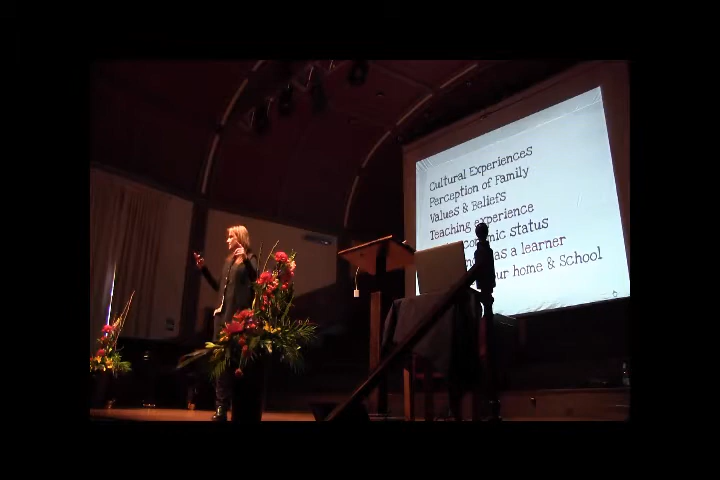 Cultural Experiences
Perception of Family
Values & Beliefs
Teaching experience
status
as a learner
home & School